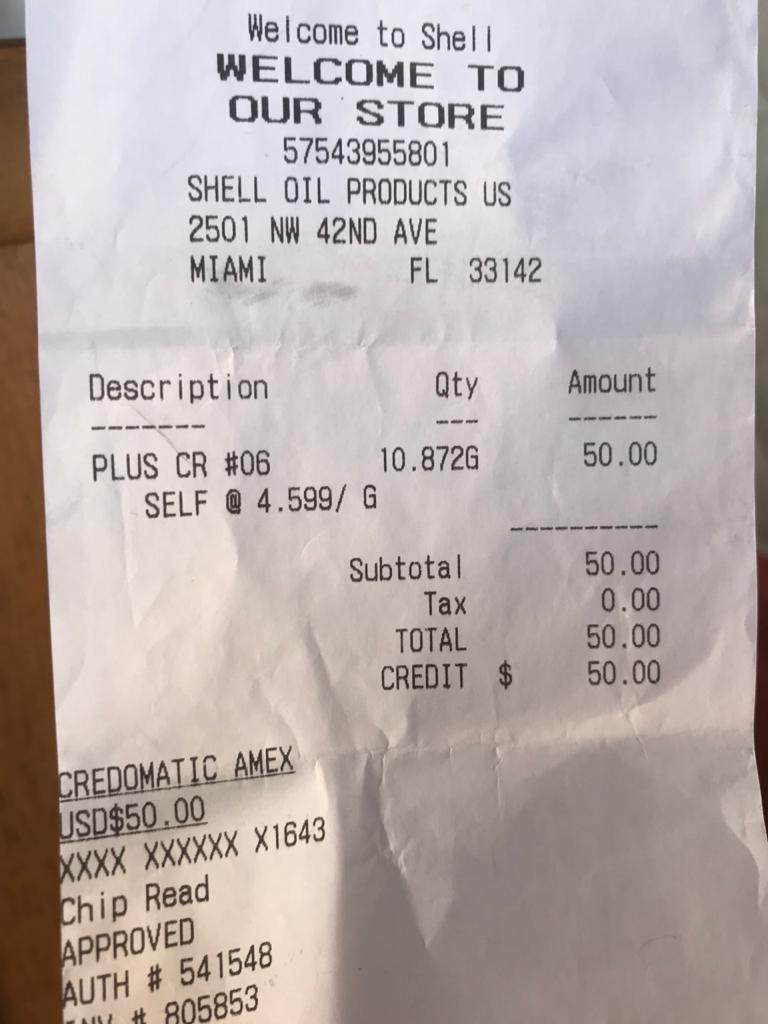 Welcome to Shell
WELCOME TO
OUR STORE
57543955801
SHELL OIL PRODUCTS US
2501 NW 42ND AVE
MIAMI FL 33142
Description Qty Amount
------- --- ------
PLUS CR #06 10.872G 50.00
SELF @ 4.599/ G
----------
Subtotal 50.00
Tax 0.00
TOTAL 50.00
CREDIT $ 50.00
CREDOMATIC AMEX
USD$50.00
XXXX XXXXXX X1643
Chip Read
APPROVED
AUTH # 541548
# 805853